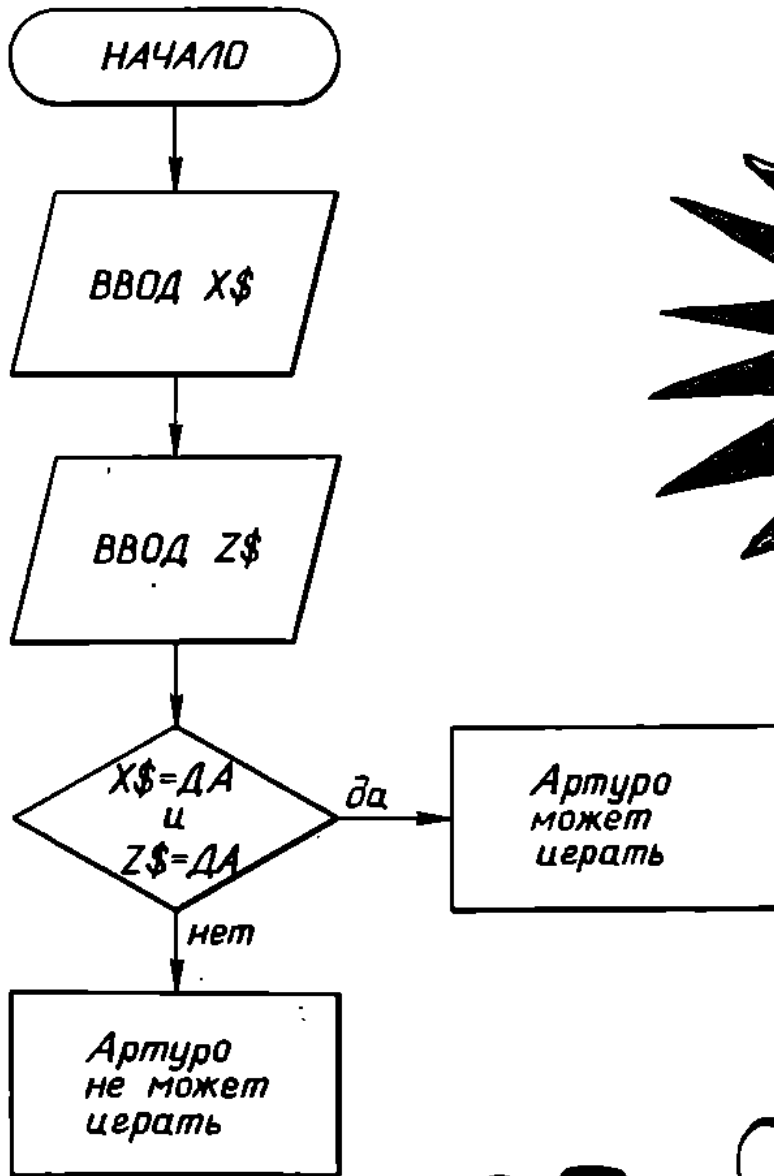 НАЧАЛО
ВВОД X$
ВВОД Z$
X$=ДА
и
Z$=ДА
да
Артуро
может
играть
нет
Артуро
не может
играть